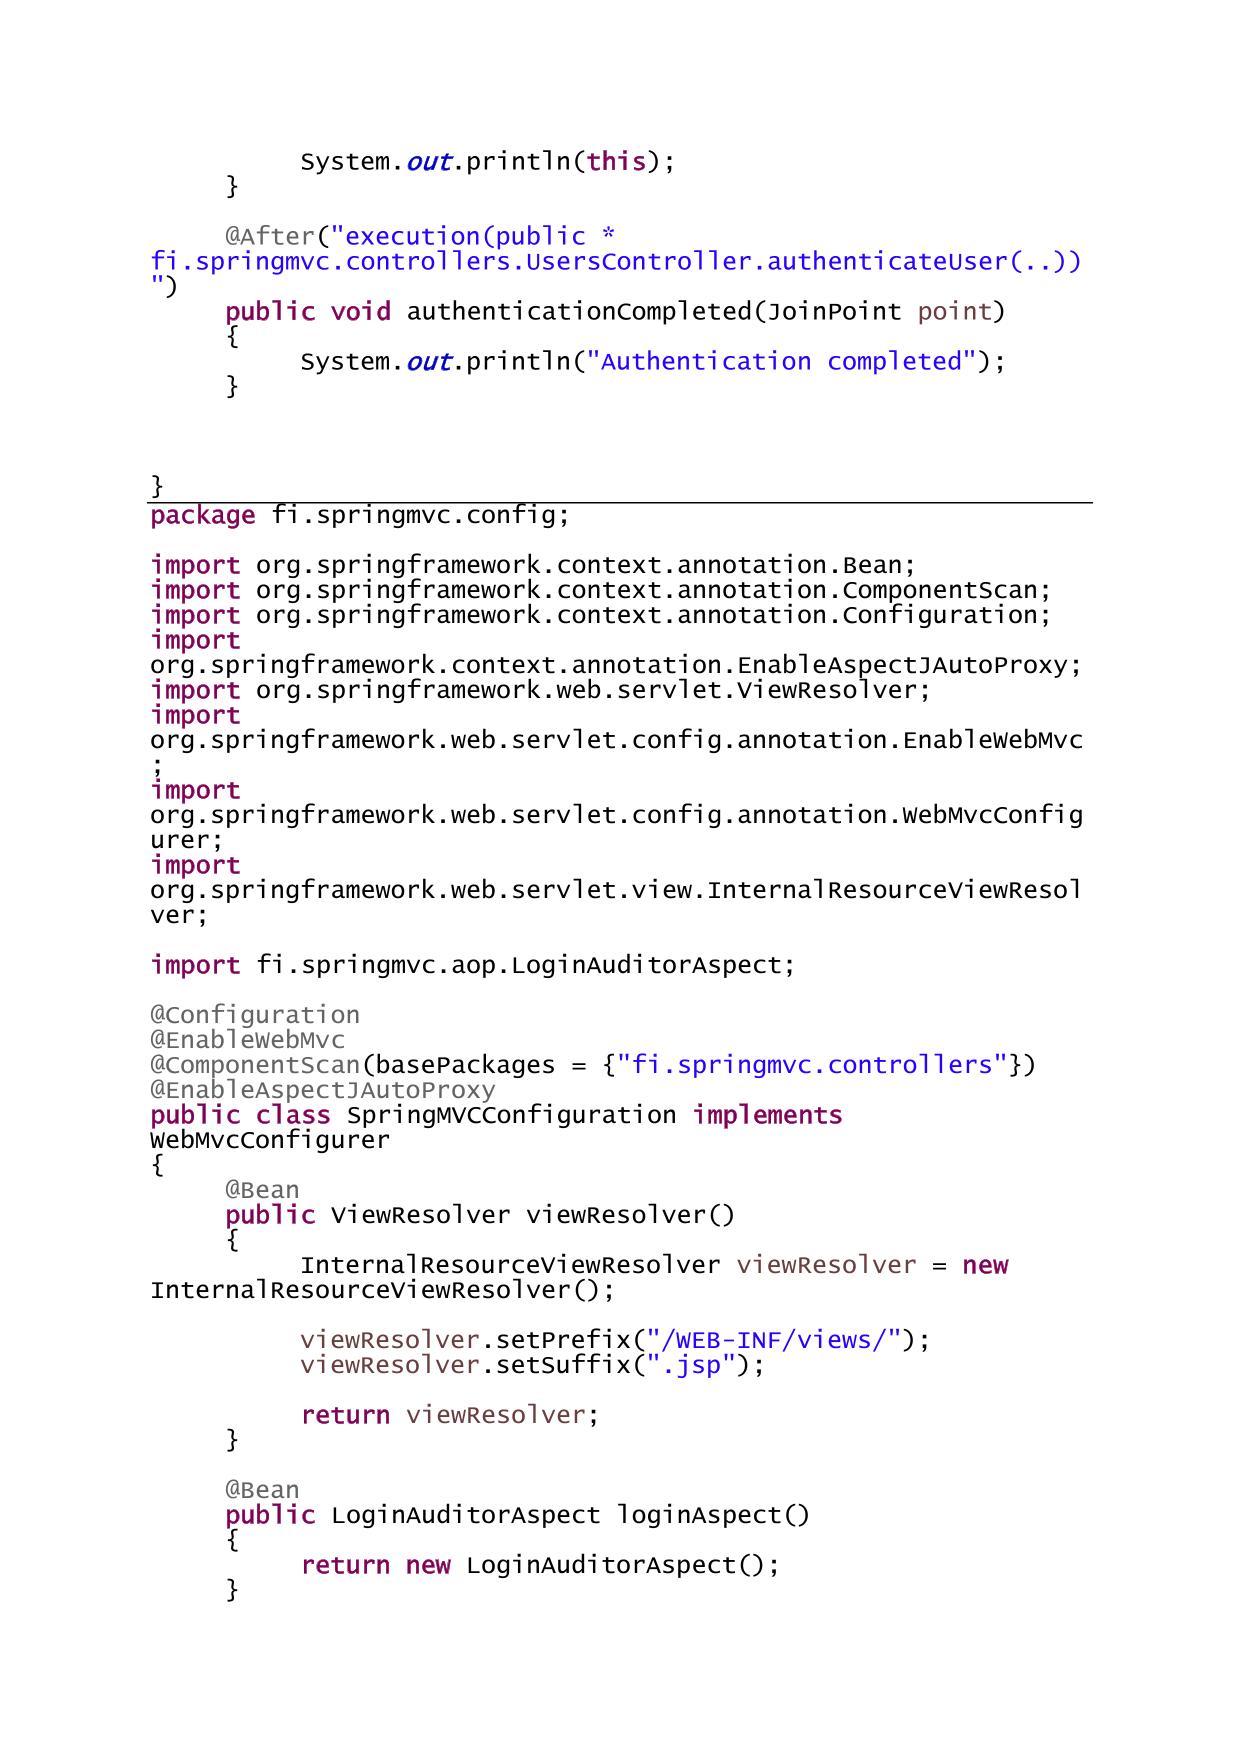 System.out.println(this);
}
@After("execution(public *
fi.springmvc.controllers.UsersController.authenticateUser(..))
")
public void authenticationCompleted(JoinPoint point)
{
System.out.println("Authentication completed");
}
}
package fi.springmvc.config;
import org.springframework.context.annotation.Bean;
import org.springframework.context.annotation.ComponentScan;
import org.springframework.context.annotation.Configuration;
import
org.springframework.context.annotation.EnableAspectJAutoProxy;
import org.springframework.web.servlet.ViewResolver;
import
org.springframework.web.servlet.config.annotation.EnableWebMvc
;
import
org.springframework.web.servlet.config.annotation.WebMvcConfig
urer;
import
org.springframework.web.servlet.view.InternalResourceViewResol
ver;
import fi.springmvc.aop.LoginAuditorAspect;
@Configuration
@EnableWebMvc
@ComponentScan(basePackages = {"fi.springmvc.controllers"})
@EnableAspectJAutoProxy
public class SpringMVCConfiguration implements
WebMvcConfigurer
{
@Bean
public ViewResolver viewResolver()
{
InternalResourceViewResolver viewResolver = new
InternalResourceViewResolver();
viewResolver.setPrefix("/WEB-INF/views/");
viewResolver.setSuffix(".jsp");
return viewResolver;
}
@Bean
public LoginAuditorAspect loginAspect()
{
return new LoginAuditorAspect();
}